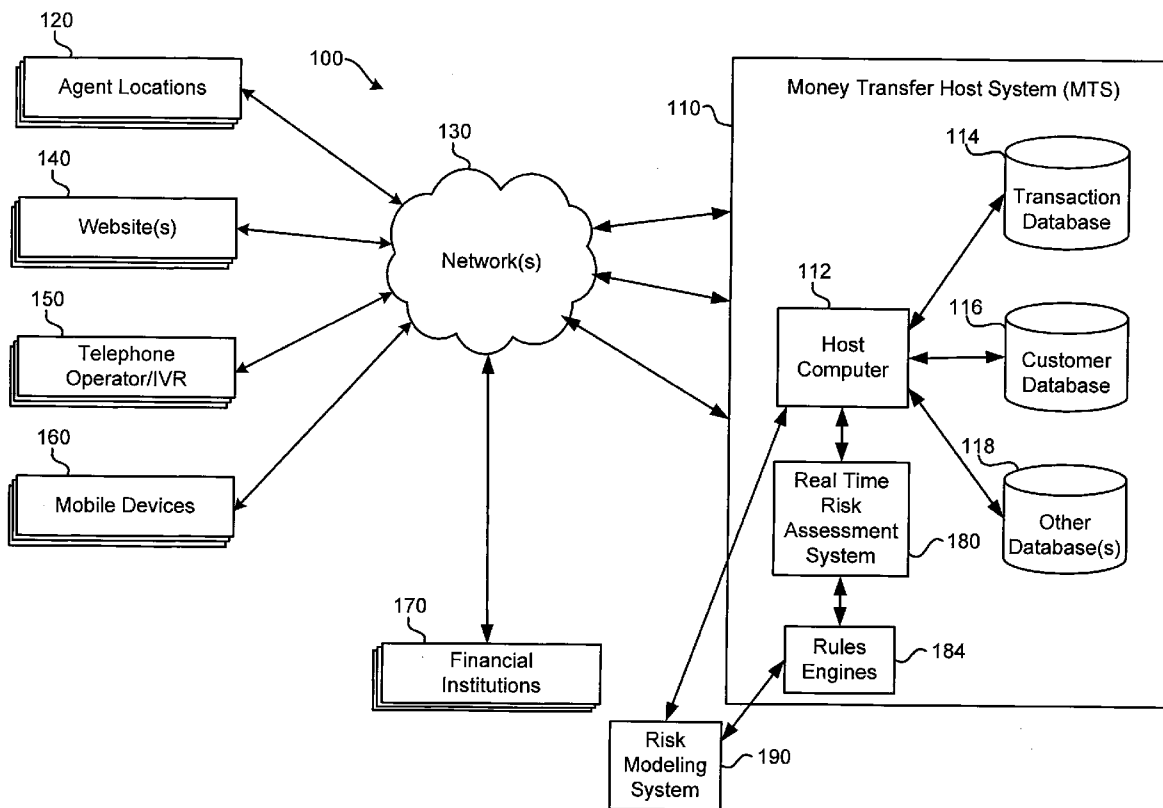 120
Agent Locations
100
140
Website(s)
130
Network(s)
150
Telephone
Operator/IVR
160
Mobile Devices
170
Financial
Institutions
110
Money Transfer Host System (MTS)
114
Transaction
Database
112
Host
Computer
116
Customer
Database
118
Other
Database(s)
Real Time
Risk
Assessment
System
180
Rules
Engines
184
Risk
Modeling
System
190